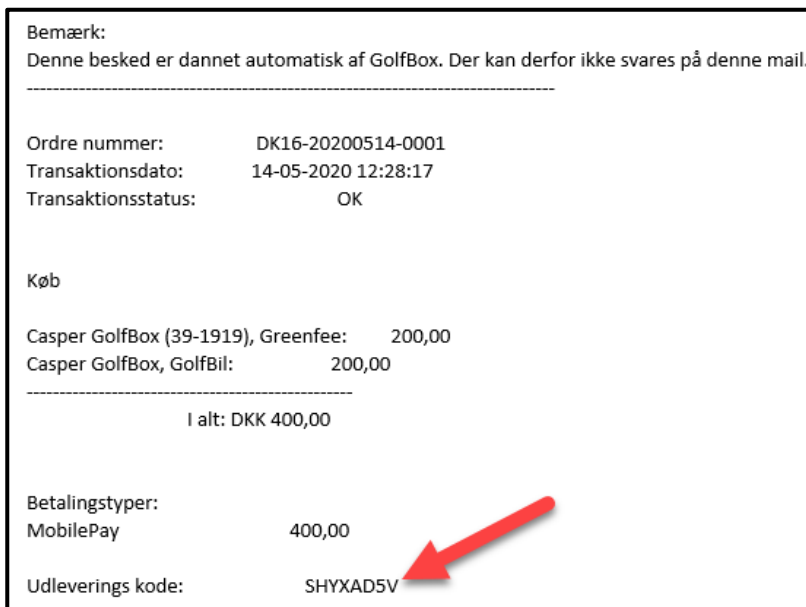 Bemærk:
Denne besked er dannet automatisk af GolfBox. Der kan derfor ikke svares på denne mail.
--------------------------------------------------------------------------------
Ordre nummer: DK16-20200514-0001
Transaktionsdato: 14-05-2020 12:28:17
Transaktionsstatus: OK
Køb
Casper GolfBox (39-1919), Greenfee: 200,00
Casper GolfBox, GolfBil: 200,00
--------------------------------------------------
I alt: DKK 400,00
Betalingstyper:
MobilePay 400,00
Udleverings kode: SHYXAD5V